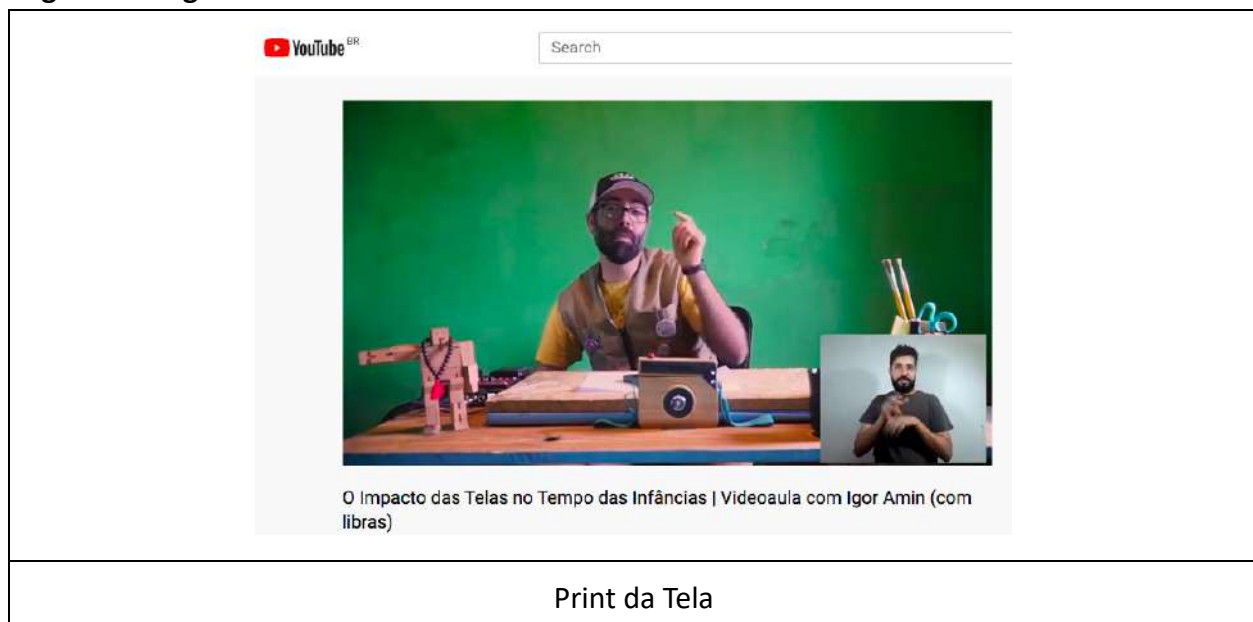 YouTube BR
Search
O Impacto das Telas no Tempo das Infâncias | Videoaula com Igor Amin (com
libras)
Print da Tela